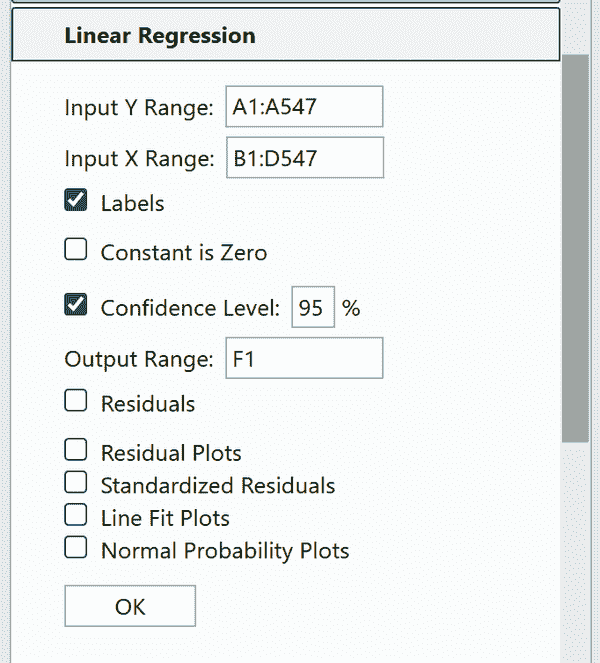 Linear Regression
Input Y Range: A1:A547
Input X Range: B1:D547
Labels
Constant is Zero
Confidence Level: 95 %
Output Range: F1
Residuals
Residual Plots
Standardized Residuals
Line Fit Plots
Normal Probability Plots
OK